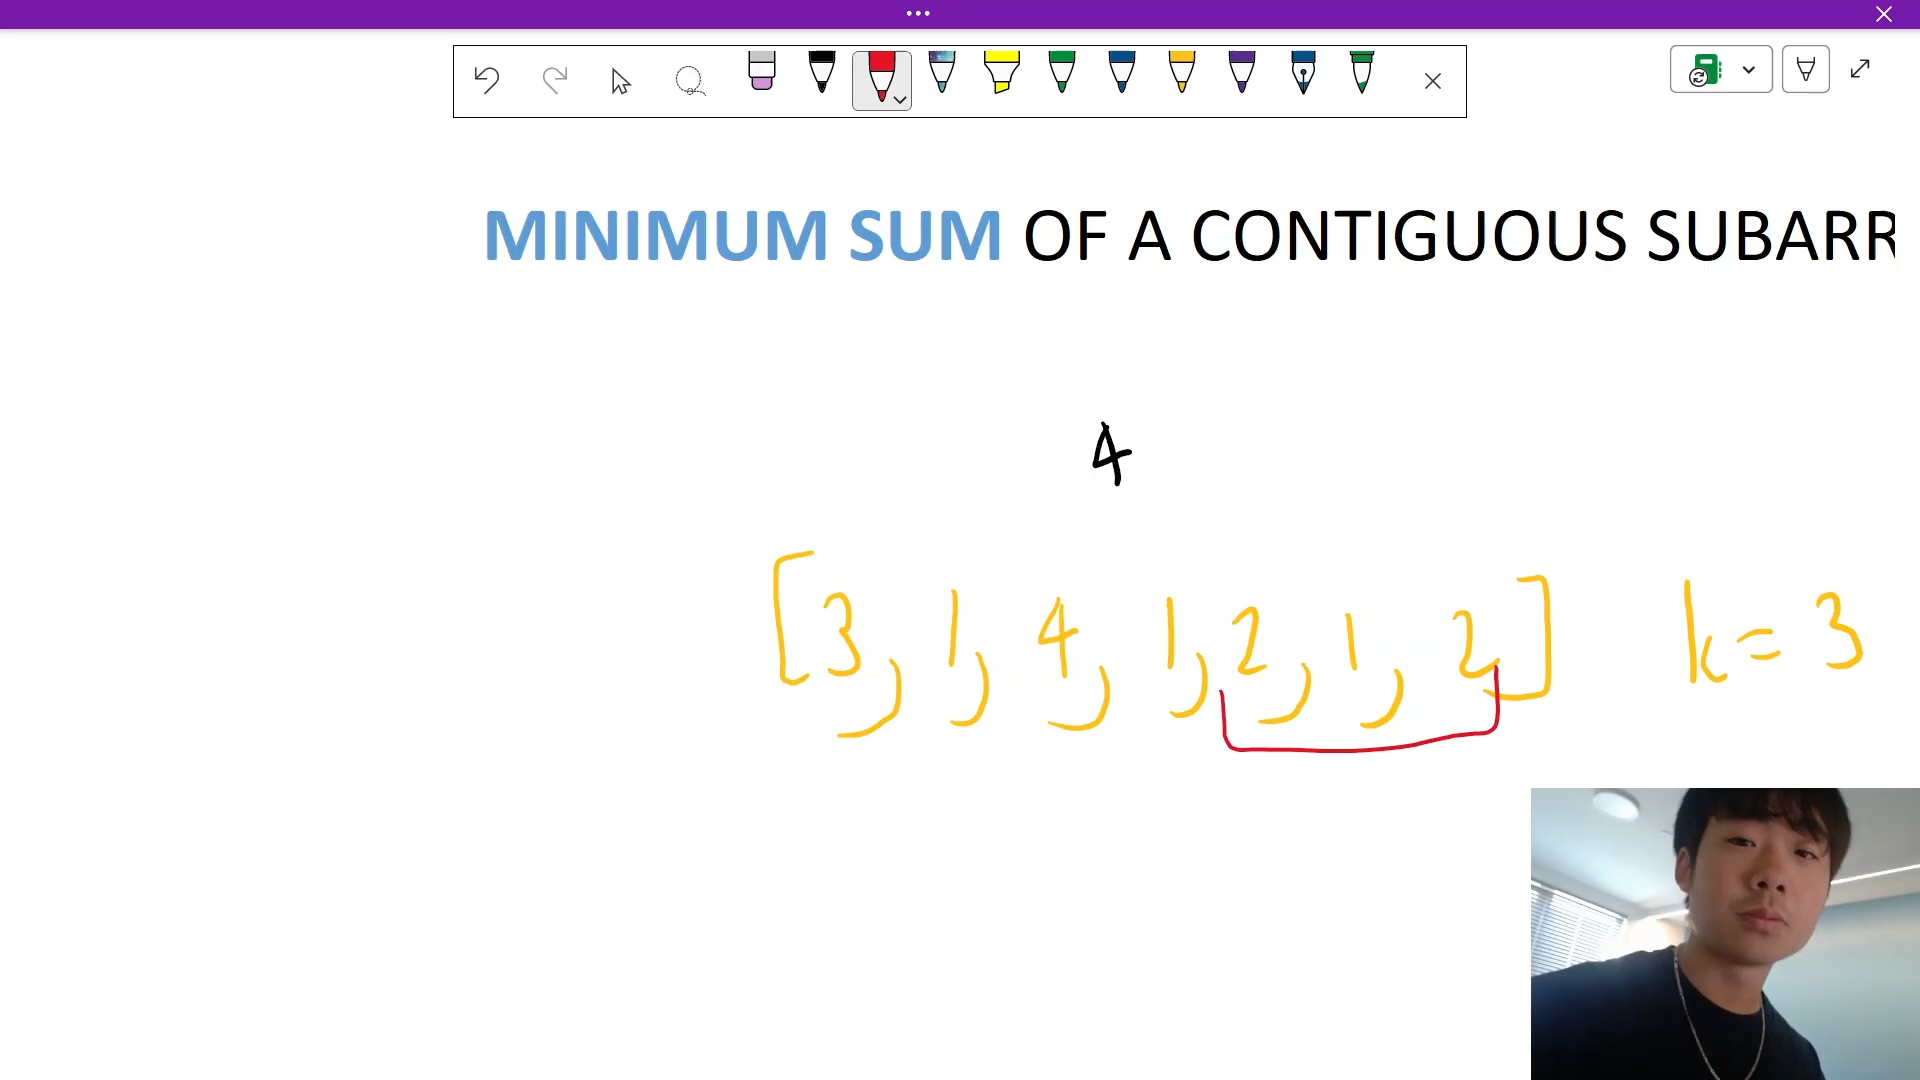 MINIMUM SUM OF A CONTIGUOUS SUBARR
4
[3, 1, 4, 1, 2, 1, 2] k = 3